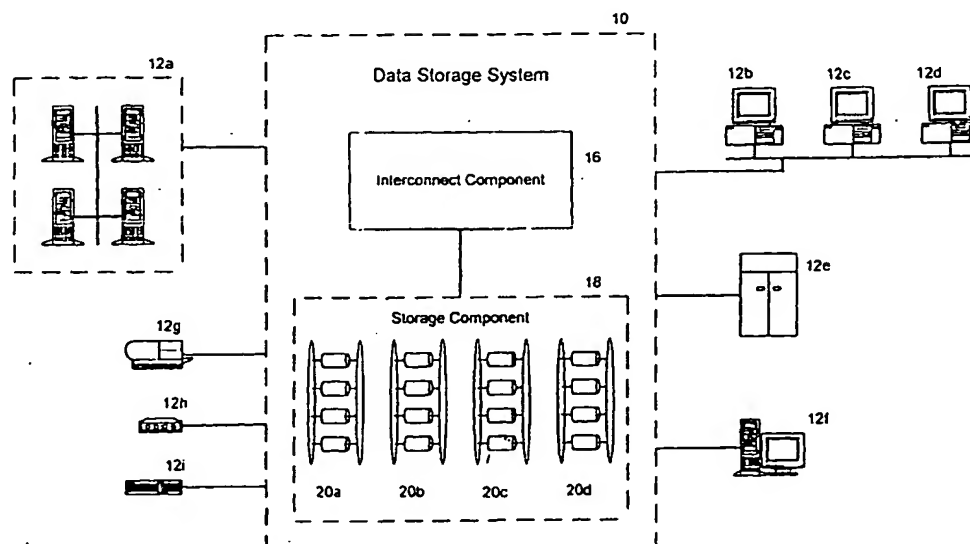 10
12a
Data Storage System
12b
12c
12d
16
Interconnect Component
12e
18
Storage Component
12g
12h
12f
12i
20a
20b
20c
20d